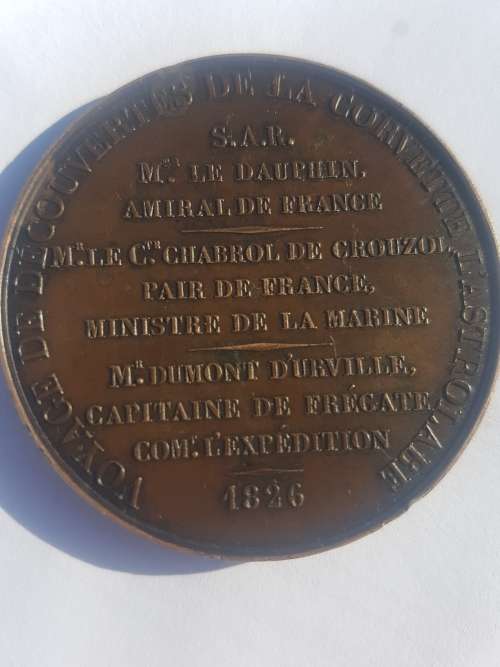 VOYAGE DE DÉCOUVERTES DE LA CORVETTE L'ASTROLABE
S.A.R.
Mgr LE DAUPHIN,
AMIRAL DE FRANCE
Mr LE Cte CHABROL DE CROUZOL,
PAIR DE FRANCE,
MINISTRE DE LA MARINE
Mr DUMONT D'URVILLE,
CAPITAINE DE FRÉGATE
COMt L'EXPÉDITION
1826